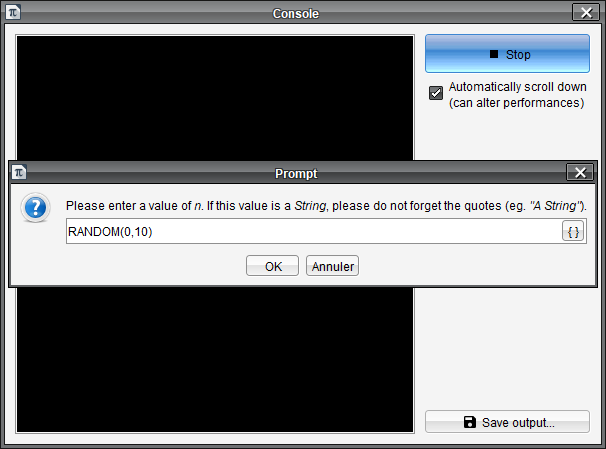 Console
Stop
Automatically scroll down
(can alter performances)
Prompt
Please enter a value of n. If this value is a String, please do not forget the quotes (eg. "A String").
RANDOM(0,10)
{ }
OK
Annuler
Save output...